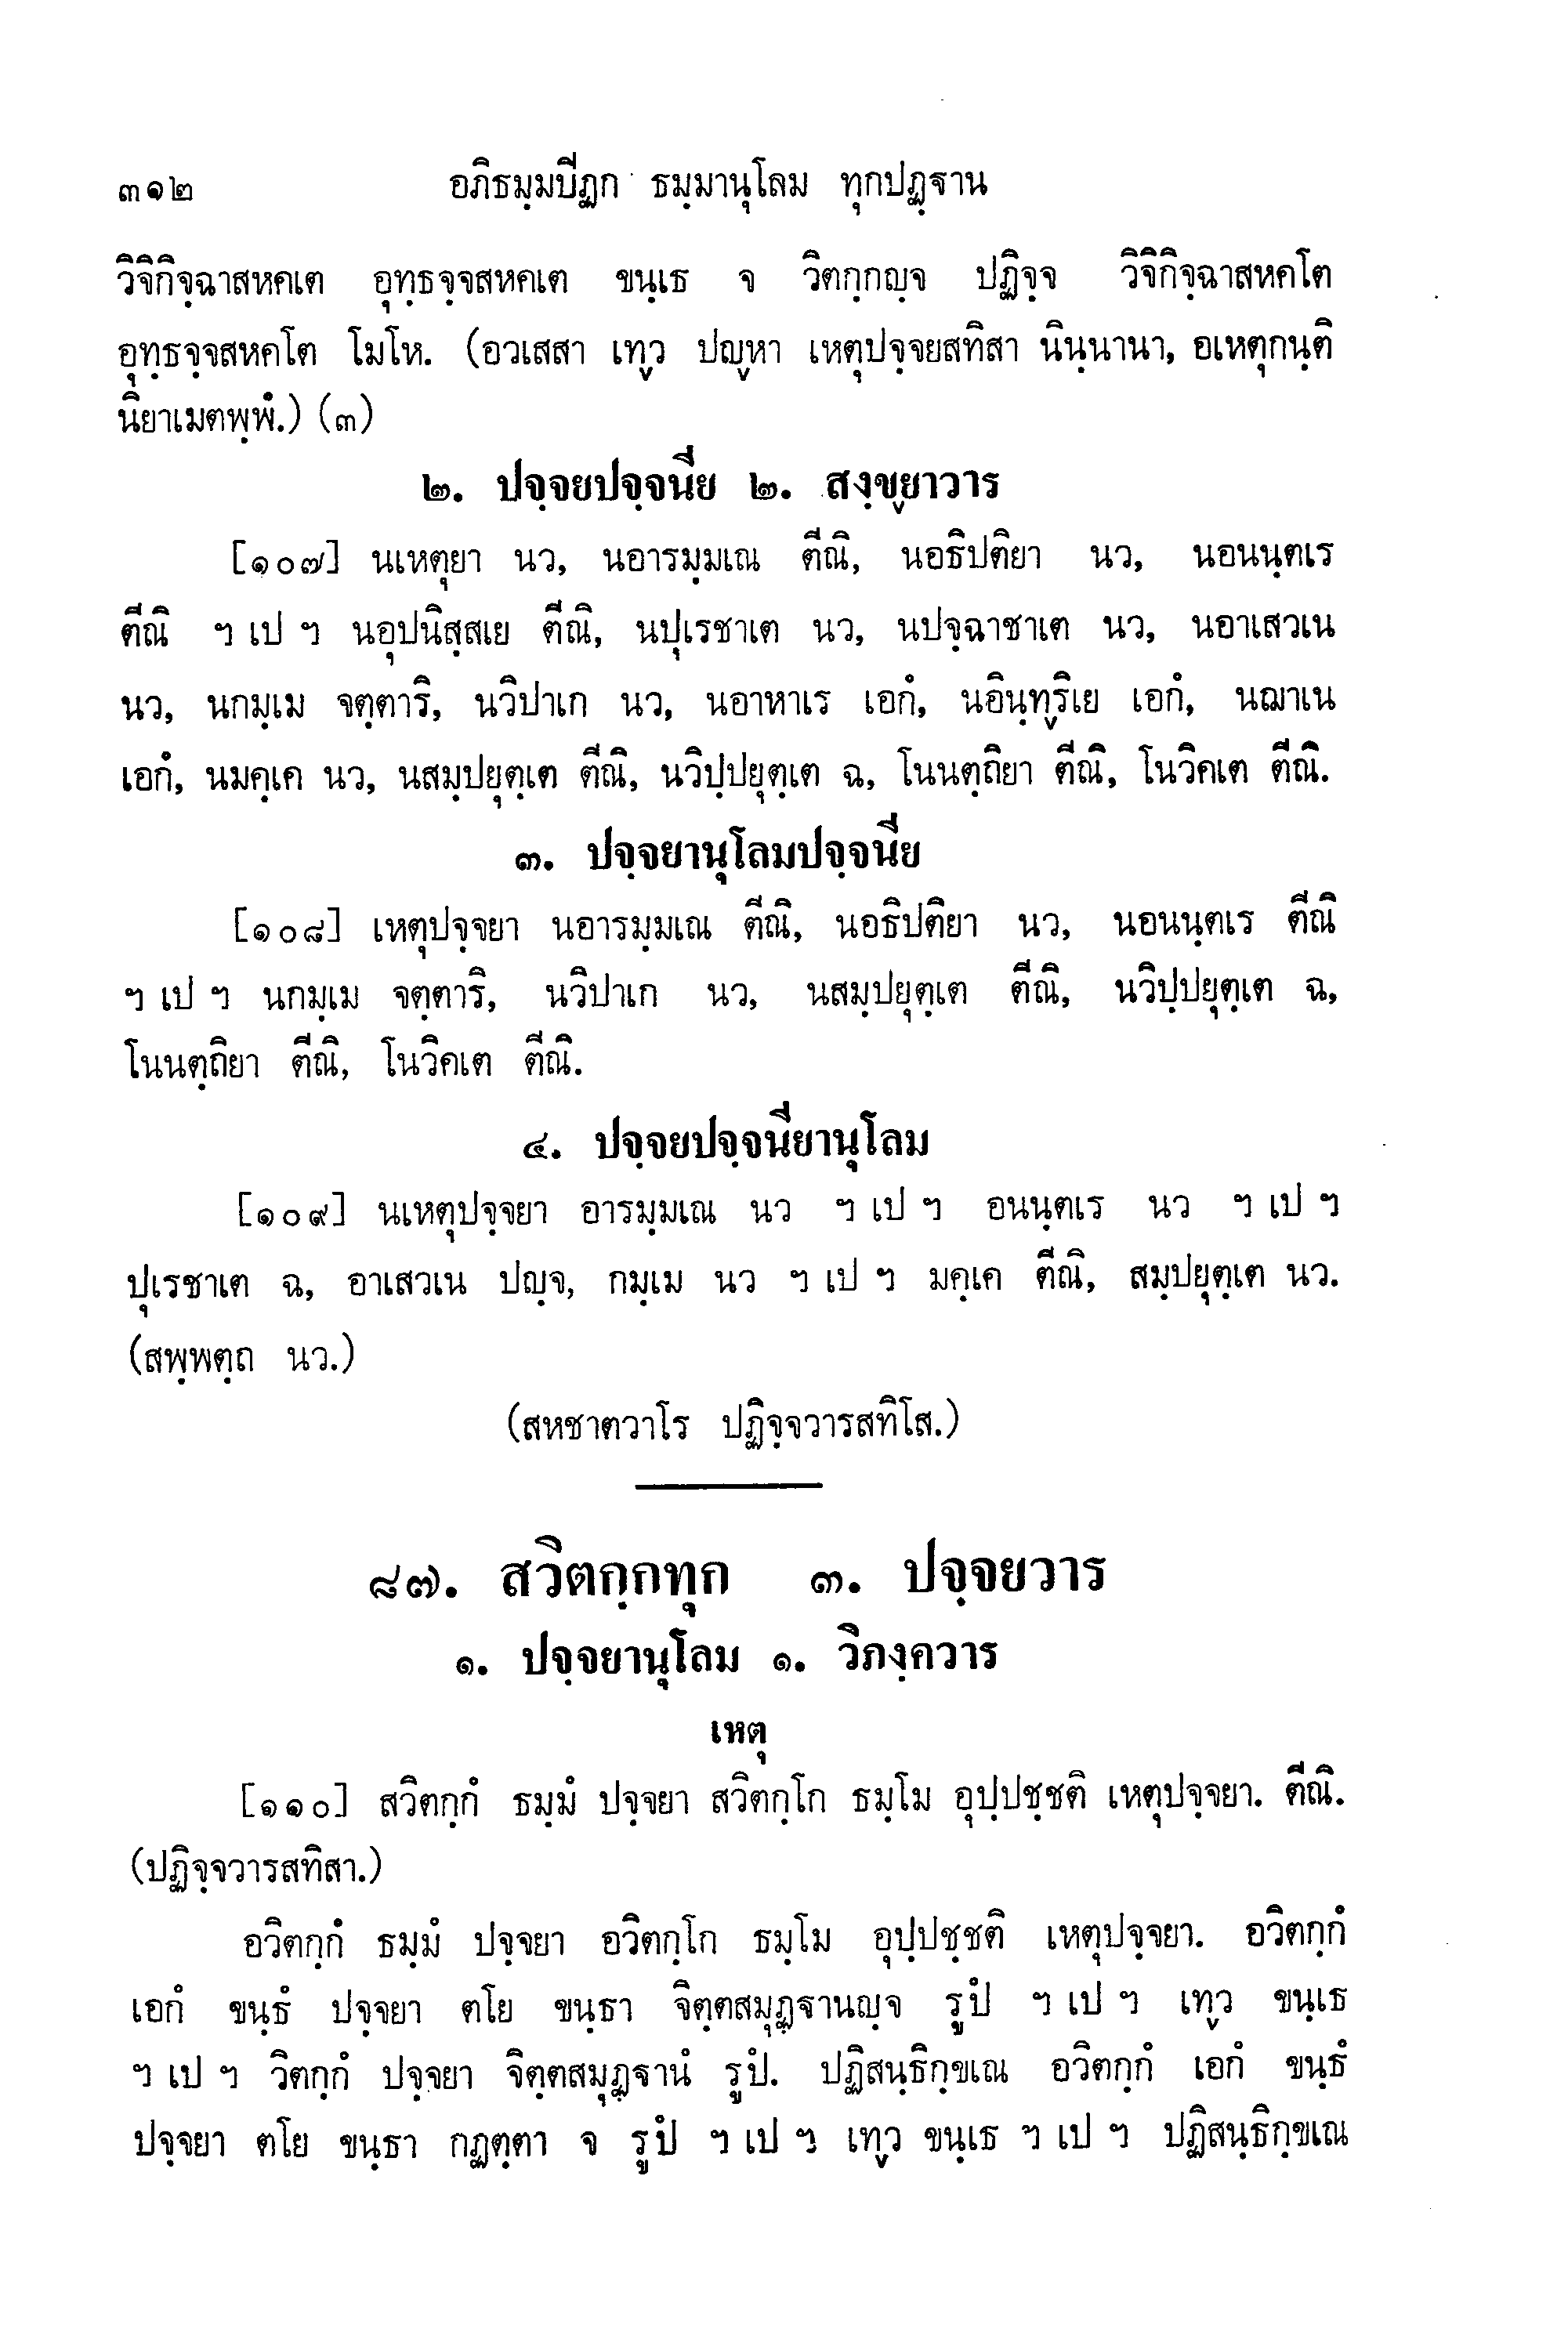 ๓๑๒ อภิธมฺมปีฏก ธมฺมานุโลม ทุกปฏฺฐาน
วิจิกิจฺฉาสหคเต อุทฺธจฺจสหคเต ขนฺเธ จ วิตกฺกญฺจ ปฏิจฺจ วิจิกิจฺฉาสหคโต
อุทฺธจฺจสหคโต โมโห. (อวเสสา เทฺว ปญฺหา เหตุปจฺจยสทิสา นินฺนานา, อเหตุกนฺติ
นิยาเมตพฺพํ.) (๓)
๒. ปจฺจยปจฺจนีย ๒. สงฺขฺยาวาร
[๑๐๗] นเหตุยา นว, นอารมฺมเณ ตีณิ, นอธิปติยา นว, นอนนฺตเร
ตีณิ ฯ เป ฯ นอุปนิสฺสเย ตีณิ, นปุเรชาเต นว, นปจฺฉาชาเต นว, นอาเสวเน
นว, นกมฺเม จตฺตาริ, นวิปาเก นว, นอาหาเร เอกํ, นอินฺทฺริเย เอกํ, นฌาเน
เอกํ, นมคฺเค นว, นสมฺปยุตฺเต ตีณิ, นวิปฺปยุตฺเต ฉ, โนนตฺถิยา ตีณิ, โนวิคเต ตีณิ.
๓. ปจฺจยานุโลมปจฺจนีย
[๑๐๘] เหตุปจฺจยา นอารมฺมเณ ตีณิ, นอธิปติยา นว, นอนนฺตเร ตีณิ
ฯ เป ฯ นกมฺเม จตฺตาริ, นวิปาเก นว, นสมฺปยุตฺเต ตีณิ, นวิปฺปยุตฺเต ฉ,
โนนตฺถิยา ตีณิ, โนวิคเต ตีณิ.
๔. ปจฺจยปจฺจนียานุโลม
[๑๐๙] นเหตุปจฺจยา อารมฺมเณ นว ฯ เป ฯ อนนฺตเร นว ฯ เป ฯ
ปุเรชาเต ฉ, อาเสวเน ปญฺจ, กมฺเม นว ฯ เป ฯ มคฺเค ตีณิ, สมฺปยุตฺเต นว.
(สพฺพตฺถ นว.)
(สหชาตวาโร ปฏิจฺจวารสทิโส.)
๘๗. สวิตกฺกทุก ๓. ปจฺจยวาร
๑. ปจฺจยานุโลม ๑. วิภงฺควาร
เหตุ
[๑๑๐] สวิตกฺกํ ธมฺมํ ปจฺจยา สวิตกฺโก ธมฺโม อุปฺปชฺชติ เหตุปจฺจยา. ตีณิ.
(ปฏิจฺจวารสทิสา.)
อวิตกฺกํ ธมฺมํ ปจฺจยา อวิตกฺโก ธมฺโม อุปฺปชฺชติ เหตุปจฺจยา. อวิตกฺกํ
เอกํ ขนฺธํ ปจฺจยา ตโย ขนฺธา จิตฺตสมุฏฺฐานญฺจ รูปํ ฯ เป ฯ เทฺว ขนฺเธ
ฯ เป ฯ วิตกฺกํ ปจฺจยา จิตฺตสมุฏฺฐานํ รูปํ. ปฏิสนฺธิกฺขเณ อวิตกฺกํ เอกํ ขนฺธํ
ปจฺจยา ตโย ขนฺธา กฏตฺตา จ รูปํ ฯ เป ฯ เทฺว ขนฺเธ ฯ เป ฯ ปฏิสนฺธิกฺขเณ